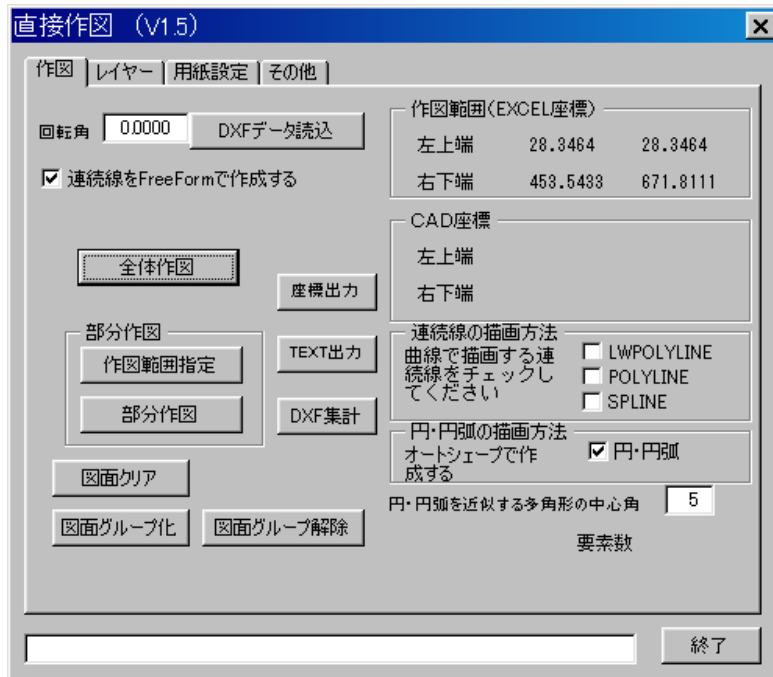 直接作図 (V1.5)
作図 レイヤー 用紙設定 その他
回転角 0.0000 DXFデータ読込
連続線をFreeFormで作成する
全体作図
座標出力
部分作図
作図範囲指定
TEXT出力
部分作図
DXF集計
図面クリア
図面グループ化 図面グループ解除
作図範囲(EXCEL座標)
左上端 28.3464 28.3464
右下端 453.5433 671.8111
CAD座標
左上端
右下端
連続線の描画方法
曲線で描画する連
続線をチェックし
てください
LWPOLYLINE
POLYLINE
SPLINE
円・円弧の描画方法
オートシェープで作
成する
円・円弧
円・円弧を近似する多角形の中心角 5
要素数
終了